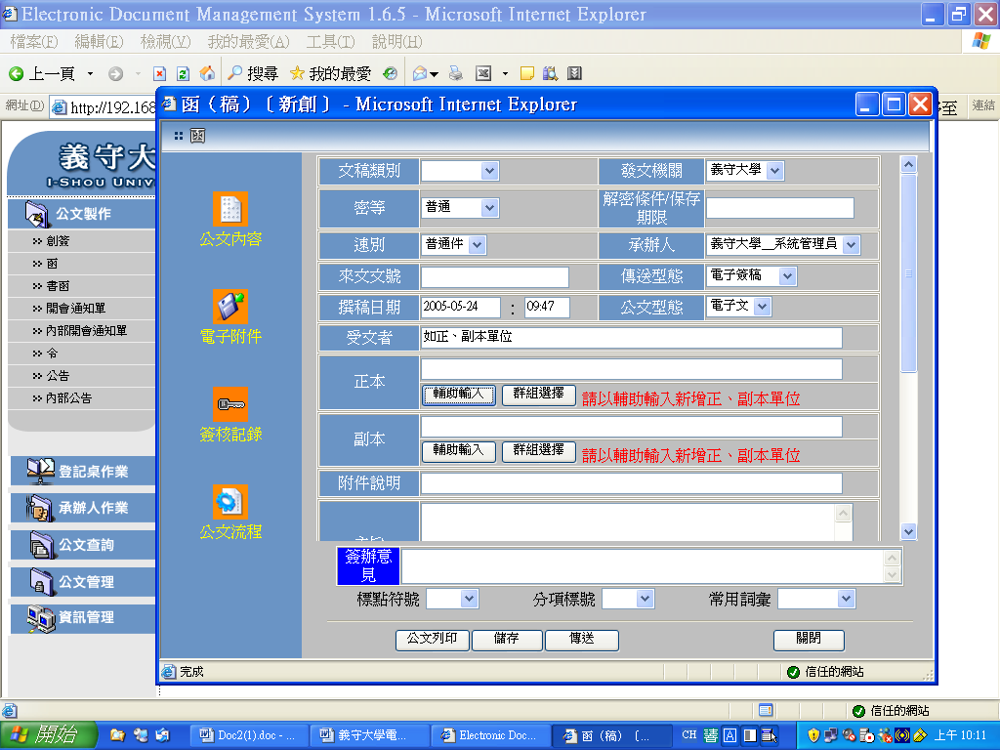 Electronic Document Management System 1.6.5 - Microsoft Internet Explorer
檔案(F) 編輯(E) 檢視(V) 我的最愛(A) 工具(T) 說明(H)
上一頁 搜尋 我的最愛
網址(D) http://192.168 移至 連結
函（稿）〔新創〕 - Microsoft Internet Explorer
函
義守大
I-SHOU UNIV
公文製作
>> 創簽
>> 函
>> 書函
>> 開會通知單
>> 內部開會通知單
>> 令
>> 公告
>> 內部公告
登記桌作業
承辦人作業
公文查詢
公文管理
資訊管理
公文內容
電子附件
簽核記錄
公文流程
文稿類別 發文機關 義守大學
密等 普通 解密條件/保存期限
速別 普通件 承辦人 義守大學__系統管理員
來文文號 傳送型態 電子簽稿
撰稿日期 2005-05-24 : 09:47 公文型態 電子文
受文者 如正、副本單位
正本
輔助輸入 群組選擇 請以輔助輸入新增正、副本單位
副本
輔助輸入 群組選擇 請以輔助輸入新增正、副本單位
附件說明
主旨
簽辦意見
標點符號 分項標號 常用詞彙
公文列印 儲存 傳送 關閉
完成 信任的網站
信任的網站
開始 Doc2(1).doc - ... 義守大學電... Electronic Doc... 函（稿）〔... CH 上午 10:11